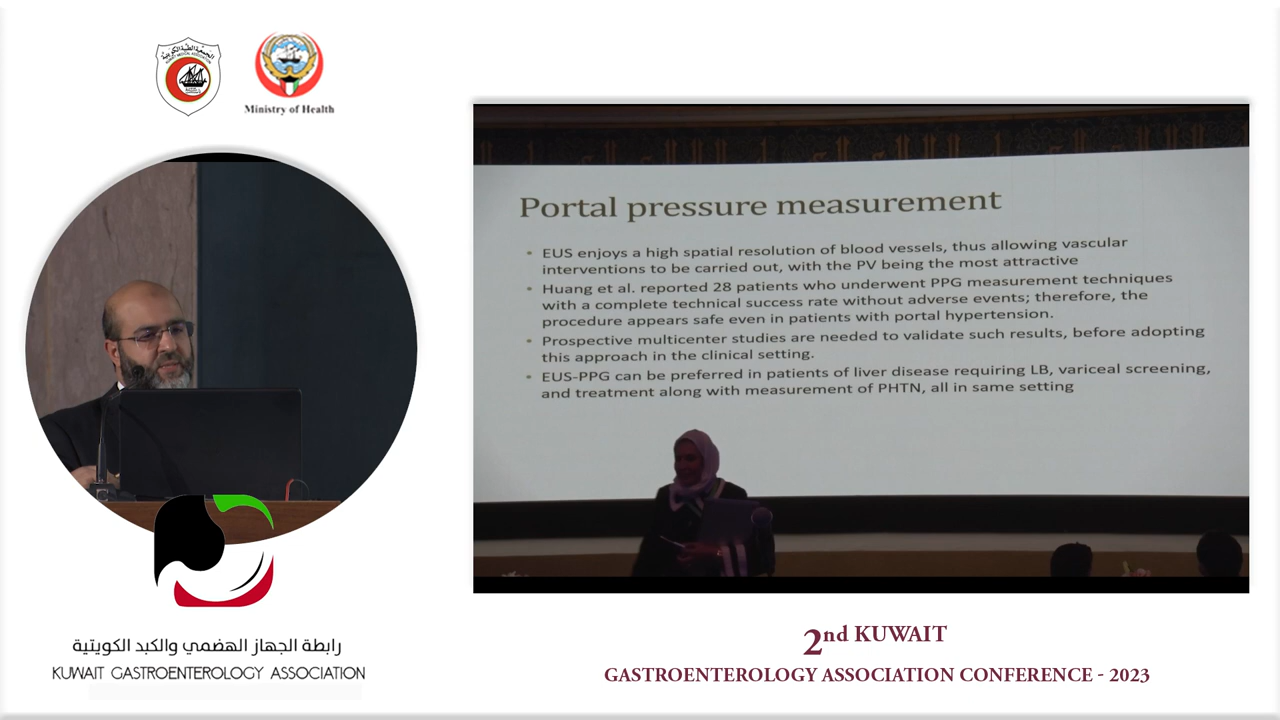 الجمعية الطبية الكويتية
Ministry of Health
Portal pressure measurement
• EUS enjoys a high spatial resolution of blood vessels, thus allowing vascular
interventions to be carried out, with the PV being the most attractive
• Huang et al. reported 28 patients who underwent PPG measurement techniques
with a complete technical success rate without adverse events; therefore, the
procedure appears safe even in patients with portal hypertension.
• Prospective multicenter studies are needed to validate such results, before adopting
this approach in the clinical setting.
• EUS-PPG can be preferred in patients of liver disease requiring LB, variceal screening,
and treatment along with measurement of PHTN, all in same setting
رابطة الجهاز الهضمي والكبد الكويتية
KUWAIT GASTROENTEROLOGY ASSOCIATION
2nd KUWAIT
GASTROENTEROLOGY ASSOCIATION CONFERENCE - 2023